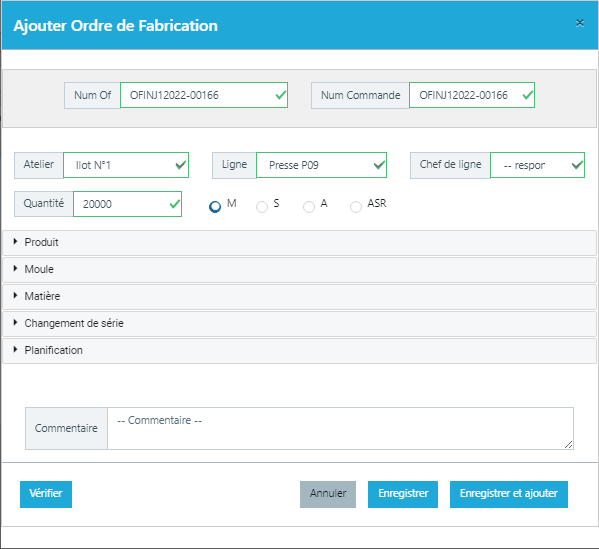 Ajouter Ordre de Fabrication ×
Num Of OFINJ12022-00166 Num Commande OFINJ12022-00166
Atelier Ilot N°1 Ligne Presse P09 Chef de ligne -- respor
Quantité 20000 M S A ASR
Produit
Moule
Matière
Changement de série
Planification
Commentaire -- Commentaire --
Vérifier Annuler Enregistrer Enregistrer et ajouter